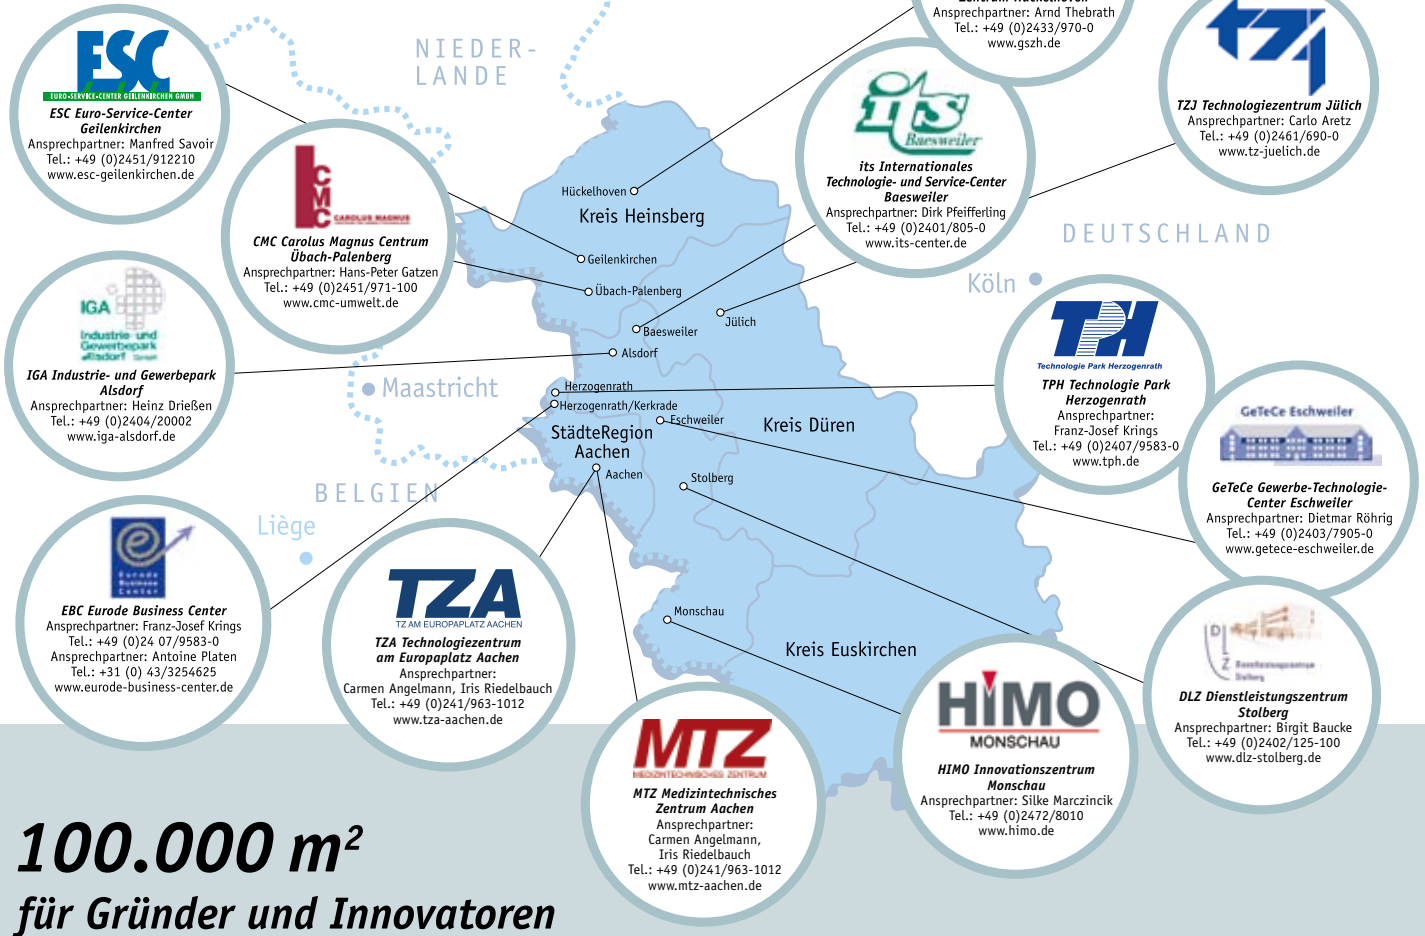 Zentrum Hückelhoven
Ansprechpartner: Arnd Thebrath
Tel.: +49 (0)2433/970-0
www.gszh.de
ESC
EURO-SERVICE-CENTER GEILENKIRCHEN GMBH
ESC Euro-Service-Center
Geilenkirchen
Ansprechpartner: Manfred Savoir
Tel.: +49 (0)2451/912210
www.esc-geilenkirchen.de
NIEDER-
LANDE
its
Baesweiler
its Internationales
Technologie- und Service-Center
Baesweiler
Ansprechpartner: Dirk Pfeifferling
Tel.: +49 (0)2401/805-0
www.its-center.de
TZJ
TZJ Technologiezentrum Jülich
Ansprechpartner: Carlo Aretz
Tel.: +49 (0)2461/690-0
www.tz-juelich.de
CMC
CAROLUS MAGNUS
CMC Carolus Magnus Centrum
Übach-Palenberg
Ansprechpartner: Hans-Peter Gatzen
Tel.: +49 (0)2451/971-100
www.cmc-umwelt.de
Hückelhoven
Kreis Heinsberg
Geilenkirchen
Übach-Palenberg
Baesweiler
Jülich
Alsdorf
DEUTSCHLAND
Köln
IGA
Industrie- und
Gewerbepark
Alsdorf GmbH
IGA Industrie- und Gewerbepark
Alsdorf
Ansprechpartner: Heinz Drießen
Tel.: +49 (0)2404/20002
www.iga-alsdorf.de
Maastricht
Herzogenrath
Herzogenrath/Kerkrade
Eschweiler
StädteRegion
Aachen
Kreis Düren
Aachen
Stolberg
TPH
Technologie Park Herzogenrath
TPH Technologie Park
Herzogenrath
Ansprechpartner:
Franz-Josef Krings
Tel.: +49 (0)2407/9583-0
www.tph.de
GeTeCe Eschweiler
GeTeCe Gewerbe-Technologie-
Center Eschweiler
Ansprechpartner: Dietmar Röhrig
Tel.: +49 (0)2403/7905-0
www.getece-eschweiler.de
BELGIEN
Liège
e
Eurode
Business
Center
EBC Eurode Business Center
Ansprechpartner: Franz-Josef Krings
Tel.: +49 (0)24 07/9583-0
Ansprechpartner: Antoine Platen
Tel.: +31 (0) 43/3254625
www.eurode-business-center.de
TZA
TZ AM EUROPAPLATZ AACHEN
TZA Technologiezentrum
am Europaplatz Aachen
Ansprechpartner:
Carmen Angelmann, Iris Riedelbauch
Tel.: +49 (0)241/963-1012
www.tza-aachen.de
Monschau
Kreis Euskirchen
DLZ
Dienstleistungszentrum
Stolberg
DLZ Dienstleistungszentrum
Stolberg
Ansprechpartner: Birgit Baucke
Tel.: +49 (0)2402/125-100
www.dlz-stolberg.de
HiMO
MONSCHAU
HIMO Innovationszentrum
Monschau
Ansprechpartner: Silke Marczincik
Tel.: +49 (0)2472/8010
www.himo.de
MTZ
MEDIZINTECHNISCHES ZENTRUM
MTZ Medizintechnisches
Zentrum Aachen
Ansprechpartner:
Carmen Angelmann,
Iris Riedelbauch
Tel.: +49 (0)241/963-1012
www.mtz-aachen.de
100.000 m²
für Gründer und Innovatoren